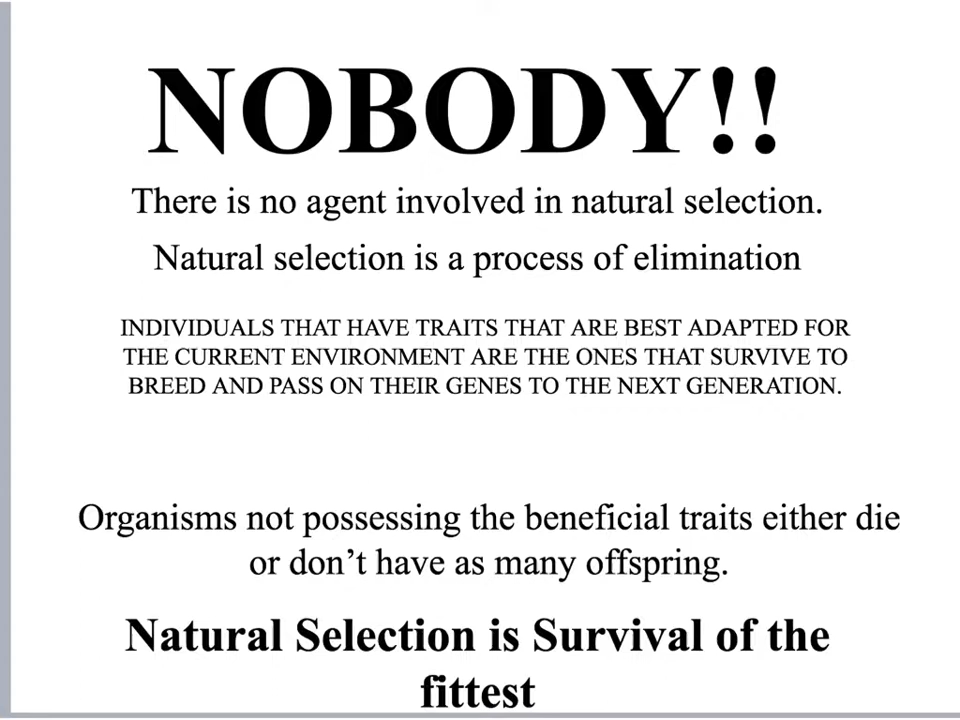 NOBODY!!
There is no agent involved in natural selection.
Natural selection is a process of elimination
INDIVIDUALS THAT HAVE TRAITS THAT ARE BEST ADAPTED FOR
THE CURRENT ENVIRONMENT ARE THE ONES THAT SURVIVE TO
BREED AND PASS ON THEIR GENES TO THE NEXT GENERATION.
Organisms not possessing the beneficial traits either die
or don’t have as many offspring.
Natural Selection is Survival of the
fittest